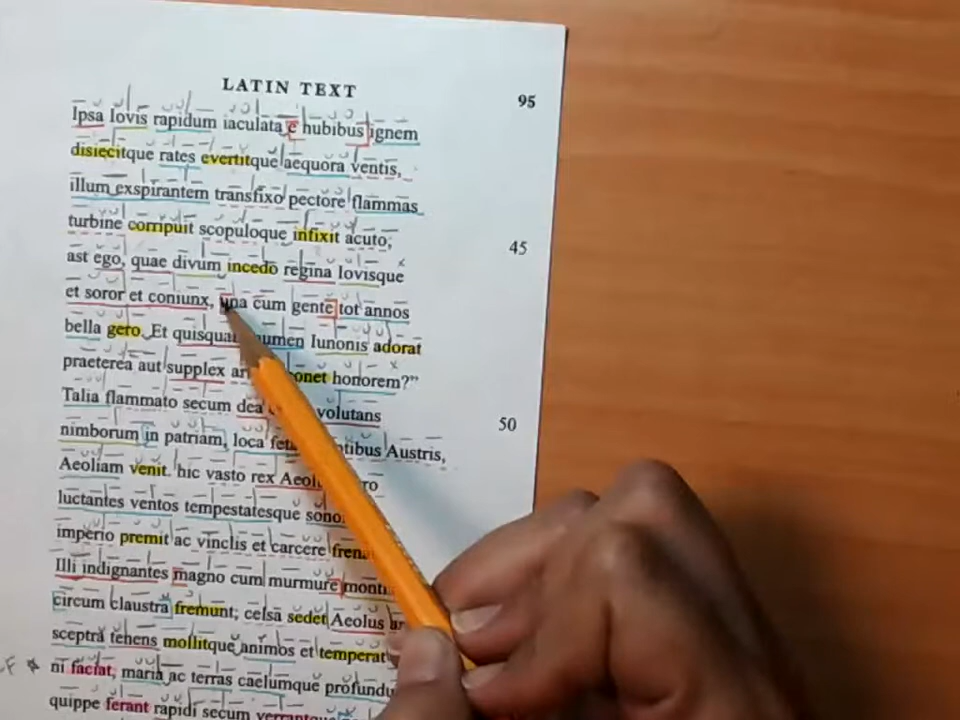 LATIN TEXT
95
Ipsa Iovis rapidum iaculata e hubibus ignem
disiecitque rates evertitque aequora ventis,
illum exspirantem transfixo pectore flammas
turbine corripuit scopuloque infixit acuto;
45
ast ego, quae divum incedo regina Iovisque
et soror et coniunx, una cum gente tot annos
bella gero. Et quisquam numen Iunonis adorat
praeterea aut supplex onet honorem?”
Talia flammato secum dea volutans
50
nimborum in patriam, loca Austris,
Aeoliam venit. hic vasto rex
luctantes ventos tempestatesque
imperio premit ac vinclis et carcere
Illi indignantes magno cum murmure
circum claustra fremunt; celsa sedet Aeolus
sceptra tenens mollitque animos et temperat
ni faciat, maria ac terras caelumque
quippe ferant rapidi secum